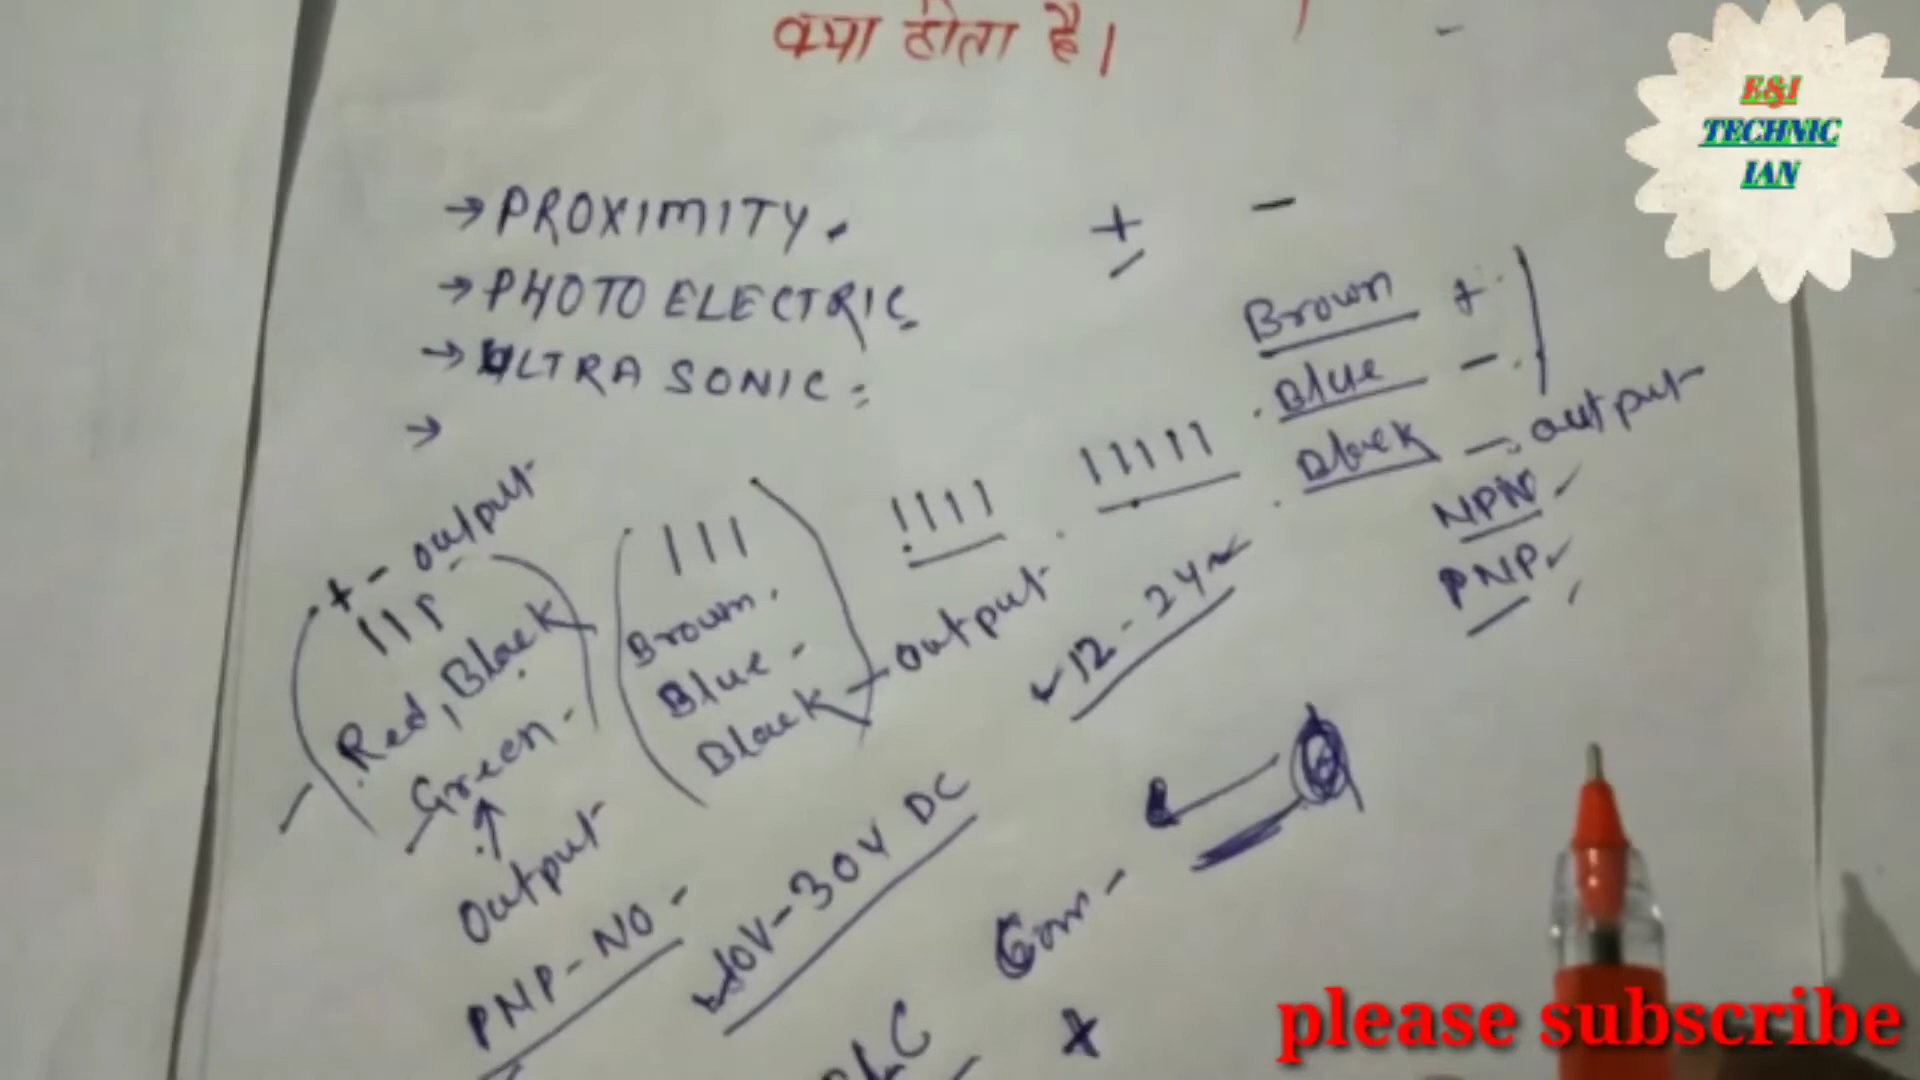 क्या होता है।
E&I
TECHNIC
IAN
→ PROXIMITY.
+ -
→ PHOTO ELECTRIC
→ ULTRA SONIC
→
Brown +
Blue -
Black - output
NPN ✓
PNP ✓
+ - output
Red, Black
Green
Output
Brown
Blue
Black - output
✓ 12-24v
10V-30V DC
PNP-NO
please subscribe